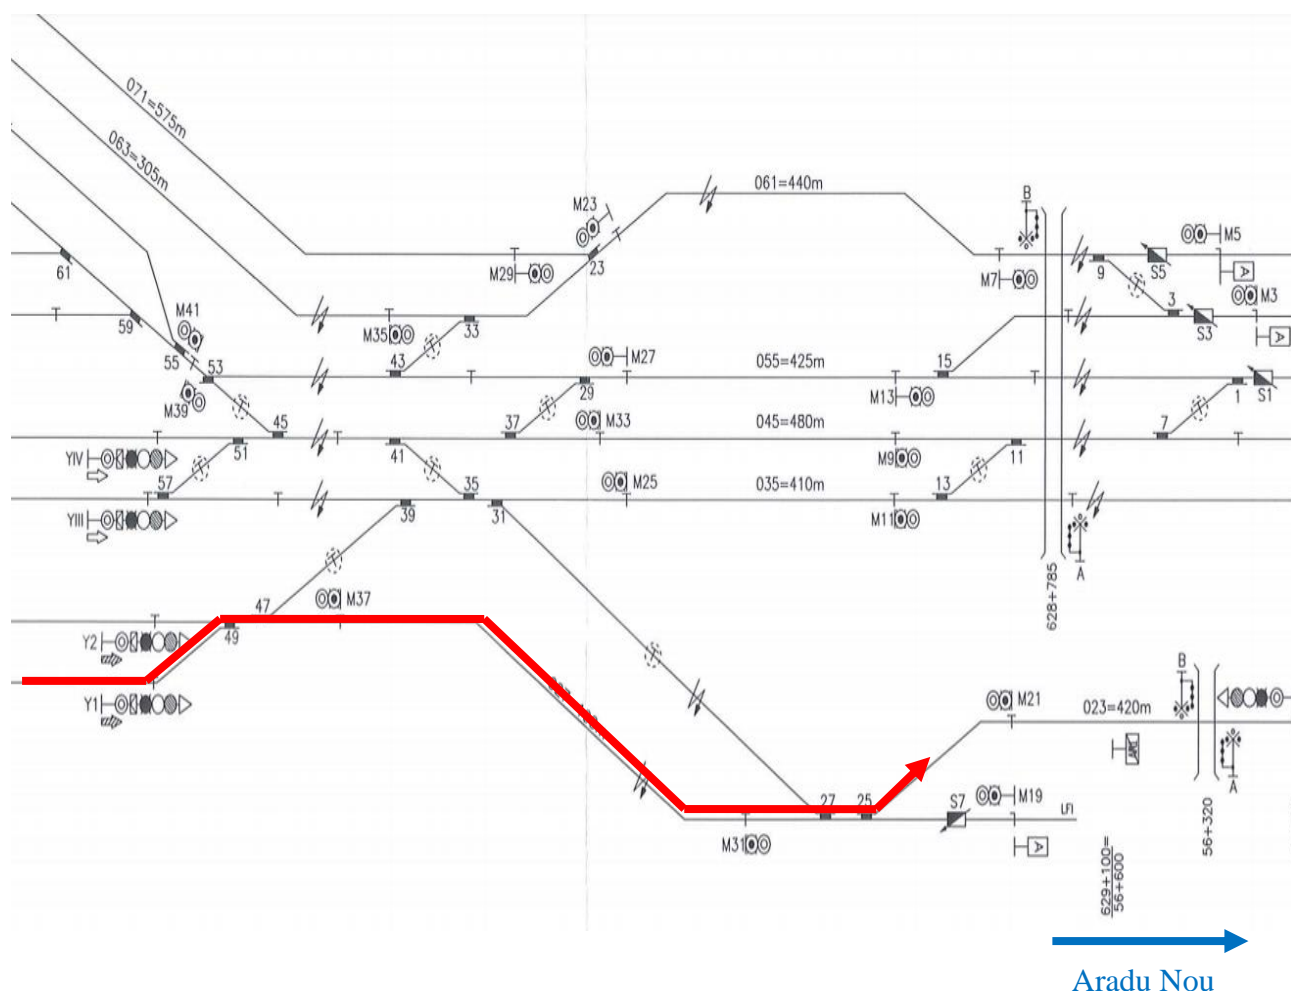 071=575m
063=305m
061=440m
M23
B
M5
61
M29
23
M7
9
S5
A
M3
59
M41
M35
33
3
S3
A
55
53
43
M27
055=425m
15
M39
29
M13
1
S1
45
37
M33
045=480m
7
YIV
51
41
M9
11
57
35
M25
035=410m
13
YIII
39
31
M11
A
628+785
47
M37
Y2
49
B
Y1
M21
023=420m
A
27
25
S7
M19
M31
A
56+320
629+100=
56+600
Aradu Nou